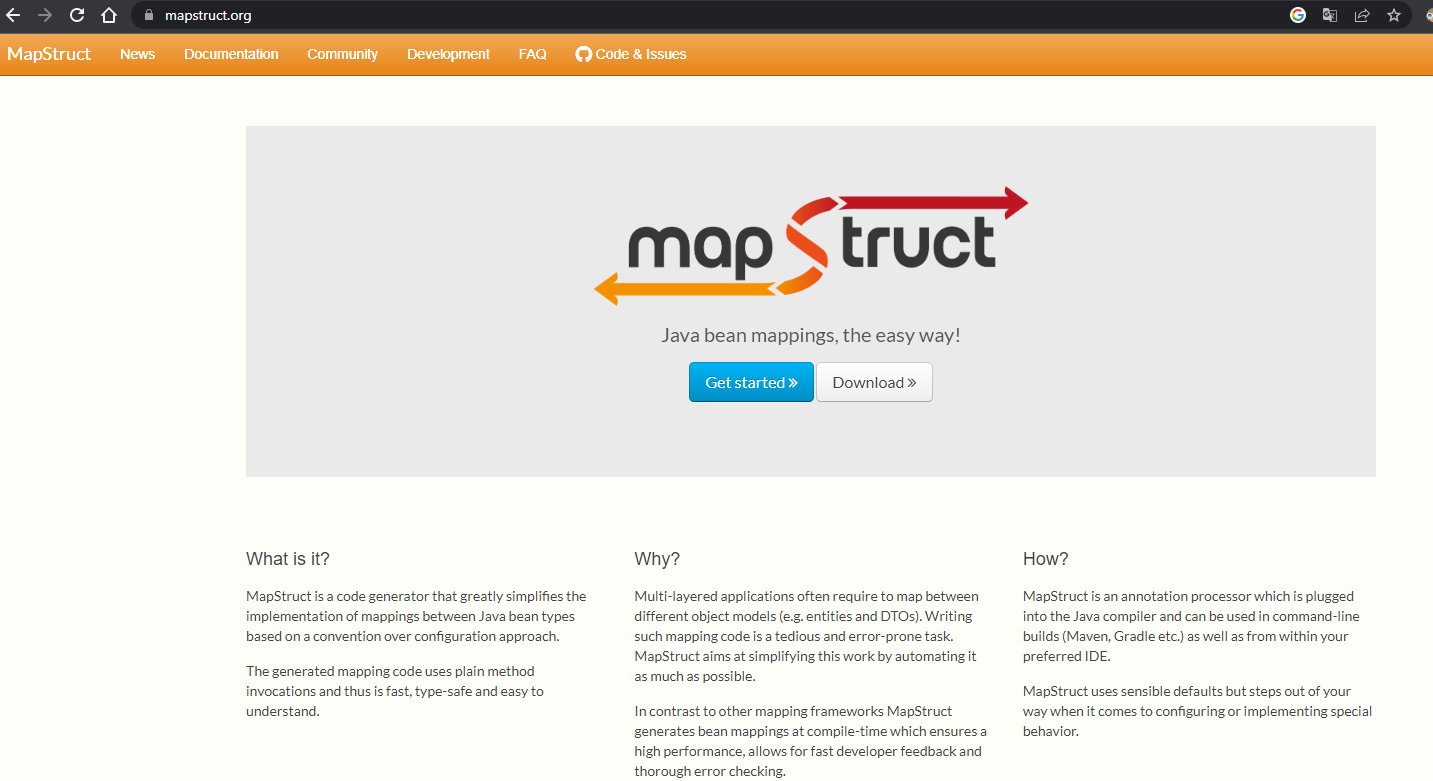 mapstruct.org
MapStruct News Documentation Community Development FAQ Code & Issues
mapstruct
Java bean mappings, the easy way!
Get started » Download »
What is it?
MapStruct is a code generator that greatly simplifies the
implementation of mappings between Java bean types
based on a convention over configuration approach.
The generated mapping code uses plain method
invocations and thus is fast, type-safe and easy to
understand.
Why?
Multi-layered applications often require to map between
different object models (e.g. entities and DTOs). Writing
such mapping code is a tedious and error-prone task.
MapStruct aims at simplifying this work by automating it
as much as possible.
In contrast to other mapping frameworks MapStruct
generates bean mappings at compile-time which ensures a
high performance, allows for fast developer feedback and
thorough error checking.
How?
MapStruct is an annotation processor which is plugged
into the Java compiler and can be used in command-line
builds (Maven, Gradle etc.) as well as from within your
preferred IDE.
MapStruct uses sensible defaults but steps out of your
way when it comes to configuring or implementing special
behavior.